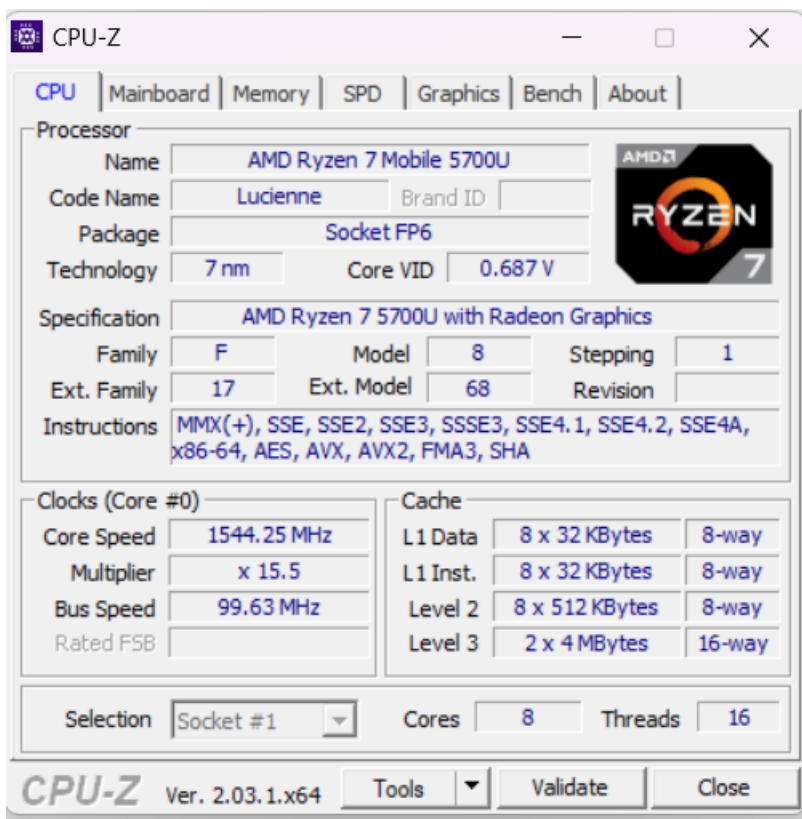 CPU-Z
CPU Mainboard Memory SPD Graphics Bench About
Processor
Name AMD Ryzen 7 Mobile 5700U
Code Name Lucienne Brand ID
Package Socket FP6
Technology 7 nm Core VID 0.687 V
AMD
RYZEN
7
Specification AMD Ryzen 7 5700U with Radeon Graphics
Family F Model 8 Stepping 1
Ext. Family 17 Ext. Model 68 Revision
Instructions MMX(+), SSE, SSE2, SSE3, SSSE3, SSE4.1, SSE4.2, SSE4A,
x86-64, AES, AVX, AVX2, FMA3, SHA
Clocks (Core #0)
Core Speed 1544.25 MHz
Multiplier x 15.5
Bus Speed 99.63 MHz
Rated FSB
Cache
L1 Data 8 x 32 KBytes 8-way
L1 Inst. 8 x 32 KBytes 8-way
Level 2 8 x 512 KBytes 8-way
Level 3 2 x 4 MBytes 16-way
Selection Socket #1 Cores 8 Threads 16
CPU-Z Ver. 2.03.1.x64 Tools Validate Close